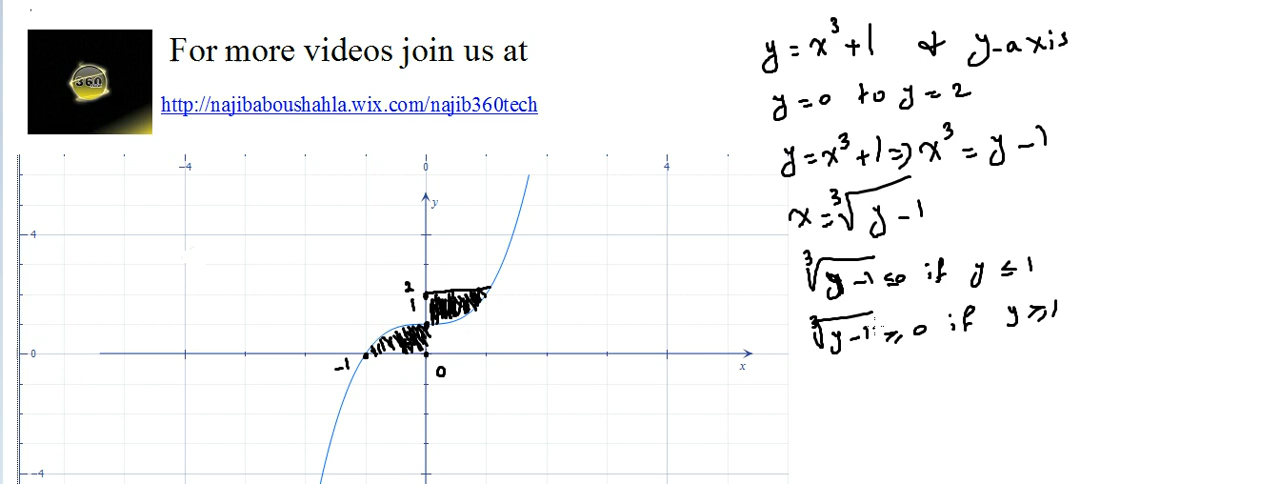 For more videos join us at
360
http://najibaboushahla.wix.com/najib360tech
y = x³ + 1 & y-axis
y = 0 to y = 2
y = x³ + 1 => x³ = y - 1
x = ∛(y - 1)
∛(y - 1) ≤ 0 if y ≤ 1
∛(y - 1) ≥ 0 if y ≥ 1
-4 0 4
y
4
2
1
0
-1 0
x
-4